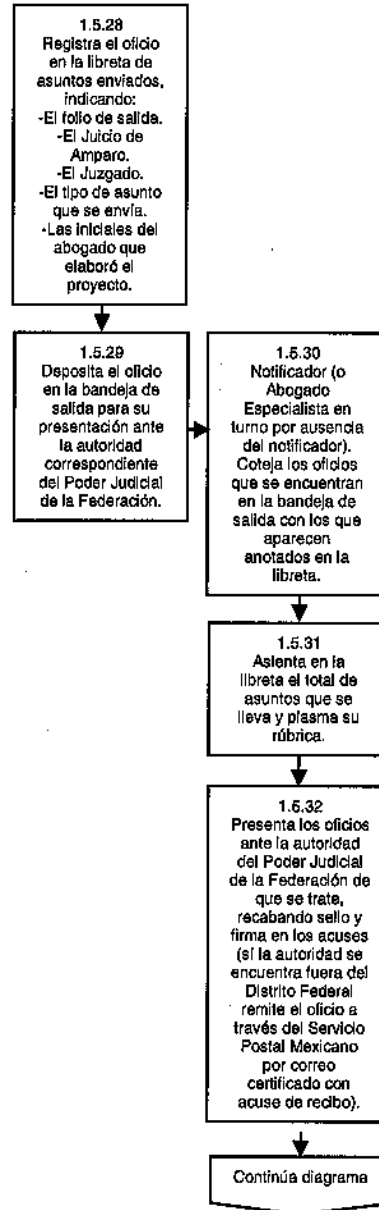 1.5.28
Registra el oficio
en la libreta de
asuntos enviados,
indicando:
-El folio de salida.
-El Juicio de
Amparo.
-El Juzgado.
-El tipo de asunto
que se envía.
-Las iniciales del
abogado que
elaboró el
proyecto.
1.5.29
Deposita el oficio
en la bandeja de
salida para su
presentación ante
la autoridad
correspondiente
del Poder Judicial
de la Federación.
1.5.30
Notificador (o
Abogado
Especialista en
turno por ausencia
del notificador).
Coteja los oficios
que se encuentran
en la bandeja de
salida con los que
aparecen
anotados en la
libreta.
1.5.31
Asienta en la
libreta el total de
asuntos que se
lleva y plasma su
rúbrica.
1.5.32
Presenta los oficios
ante la autoridad
del Poder Judicial
de la Federación de
que se trate,
recabando sello y
firma en los acuses
(si la autoridad se
encuentra fuera del
Distrito Federal
remite el oficio a
través del Servicio
Postal Mexicano
por correo
certificado con
acuse de recibo).
Continúa diagrama